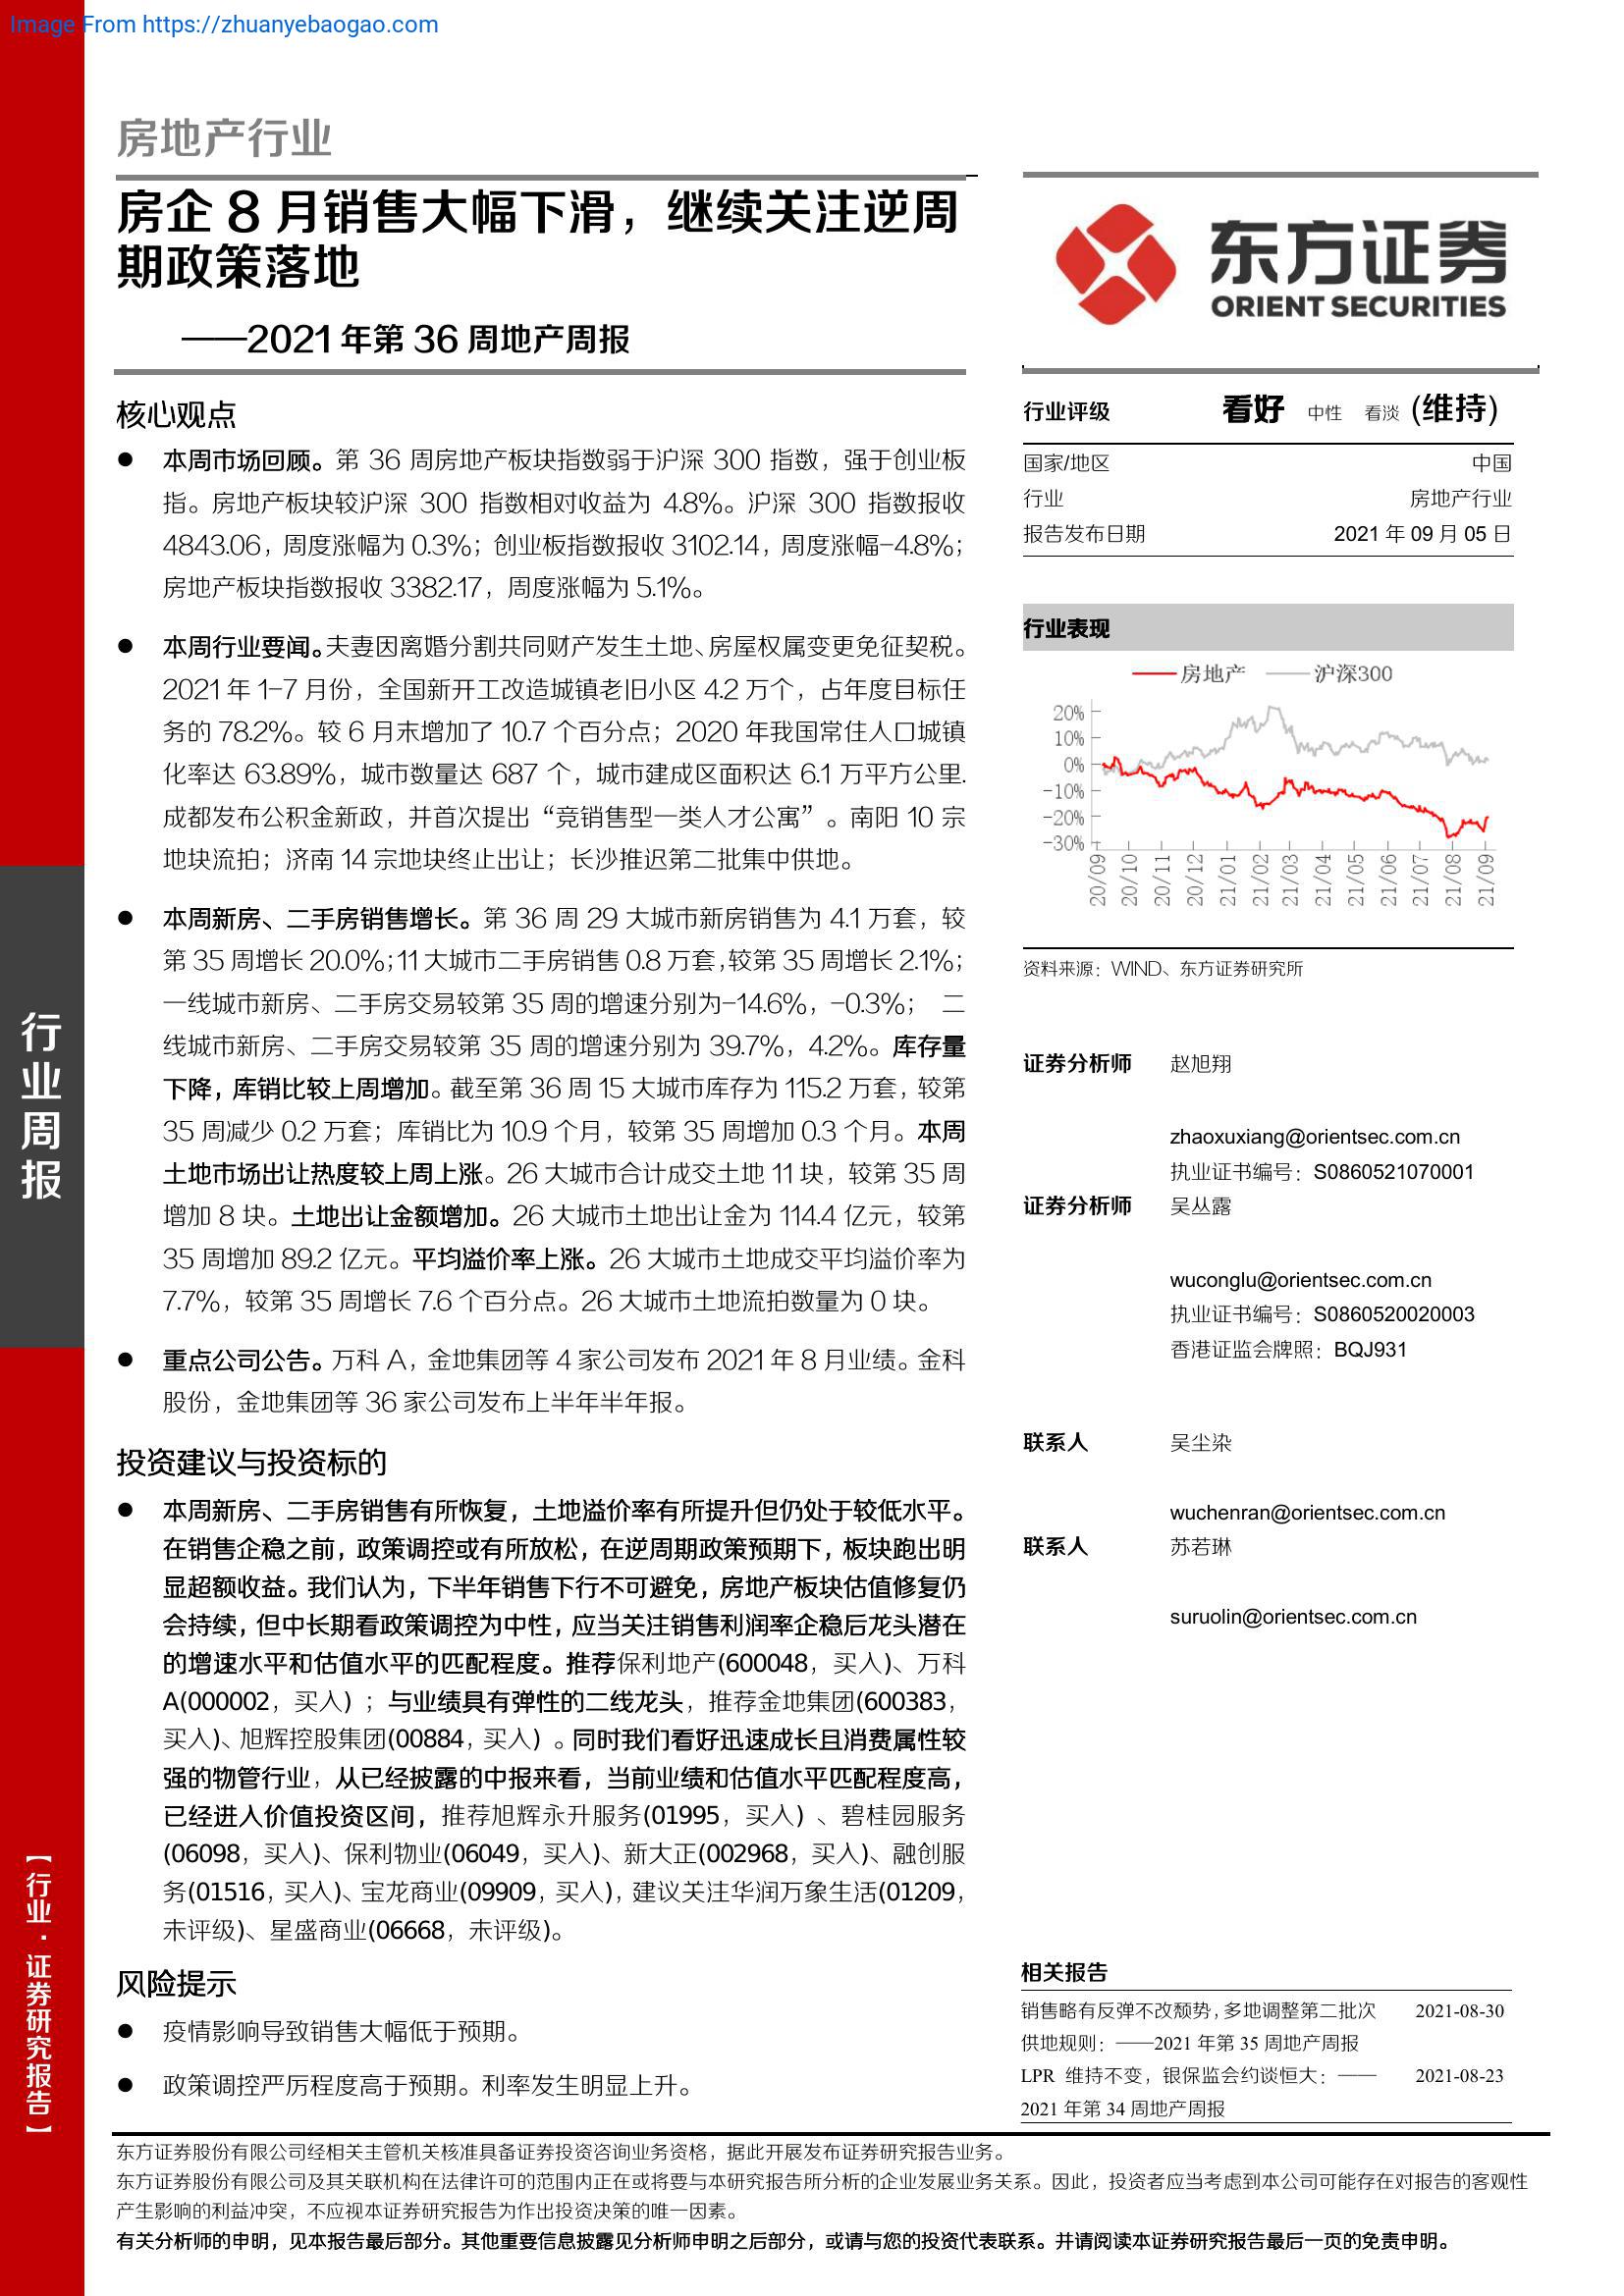 Image From https://zhuanyebaogao.com
房地产行业
房企 8 月销售大幅下滑，继续关注逆周
期政策落地
——2021 年第 36 周地产周报
东方证券
ORIENT SECURITIES
核心观点
● 本周市场回顾。第 36 周房地产板块指数弱于沪深 300 指数，强于创业板
指。房地产板块较沪深 300 指数相对收益为 4.8%。沪深 300 指数报收
4843.06，周度涨幅为 0.3%；创业板指数报收 3102.14，周度涨幅-4.8%；
房地产板块指数报收 3382.17，周度涨幅为 5.1%。
● 本周行业要闻。夫妻因离婚分割共同财产发生土地、房屋权属变更免征契税。
2021 年 1-7 月份，全国新开工改造城镇老旧小区 4.2 万个，占年度目标任
务的 78.2%。较 6 月末增加了 10.7 个百分点；2020 年我国常住人口城镇
化率达 63.89%，城市数量达 687 个，城市建成区面积达 6.1 万平方公里.
成都发布公积金新政，并首次提出“竞销售型一类人才公寓”。南阳 10 宗
地块流拍；济南 14 宗地块终止出让；长沙推迟第二批集中供地。
● 本周新房、二手房销售增长。第 36 周 29 大城市新房销售为 4.1 万套，较
第 35 周增长 20.0%；11 大城市二手房销售 0.8 万套，较第 35 周增长 2.1%；
一线城市新房、二手房交易较第 35 周的增速分别为-14.6%，-0.3%； 二
线城市新房、二手房交易较第 35 周的增速分别为 39.7%，4.2%。库存量
下降，库销比较上周增加。截至第 36 周 15 大城市库存为 115.2 万套，较第
35 周减少 0.2 万套；库销比为 10.9 个月，较第 35 周增加 0.3 个月。本周
土地市场出让热度较上周上涨。26 大城市合计成交土地 11 块，较第 35 周
增加 8 块。土地出让金额增加。26 大城市土地出让金为 114.4 亿元，较第
35 周增加 89.2 亿元。平均溢价率上涨。26 大城市土地成交平均溢价率为
7.7%，较第 35 周增长 7.6 个百分点。26 大城市土地流拍数量为 0 块。
● 重点公司公告。万科 A，金地集团等 4 家公司发布 2021 年 8 月业绩。金科
股份，金地集团等 36 家公司发布上半年半年报。
投资建议与投资标的
● 本周新房、二手房销售有所恢复，土地溢价率有所提升但仍处于较低水平。
在销售企稳之前，政策调控或有所放松，在逆周期政策预期下，板块跑出明
显超额收益。我们认为，下半年销售下行不可避免，房地产板块估值修复仍
会持续，但中长期看政策调控为中性，应当关注销售利润率企稳后龙头潜在
的增速水平和估值水平的匹配程度。推荐保利地产(600048，买入)、万科
A(000002，买入) ；与业绩具有弹性的二线龙头，推荐金地集团(600383，
买入)、旭辉控股集团(00884，买入) 。同时我们看好迅速成长且消费属性较
强的物管行业，从已经披露的中报来看，当前业绩和估值水平匹配程度高，
已经进入价值投资区间，推荐旭辉永升服务(01995，买入) 、碧桂园服务
(06098，买入)、保利物业(06049，买入)、新大正(002968，买入)、融创服
务(01516，买入)、宝龙商业(09909，买入)，建议关注华润万象生活(01209，
未评级)、星盛商业(06668，未评级)。
风险提示
● 疫情影响导致销售大幅低于预期。
● 政策调控严厉程度高于预期。利率发生明显上升。
行业评级 看好 中性 看淡 (维持)
国家/地区 中国
行业 房地产行业
报告发布日期 2021 年 09 月 05 日
行业表现
房地产 沪深300
20%
10%
0%
-10%
-20%
-30%
20/09 20/10 20/11 20/12 21/01 21/02 21/03 21/04 21/05 21/06 21/07 21/08 21/09
资料来源：WIND、东方证券研究所
证券分析师 赵旭翔
zhaoxuxiang@orientsec.com.cn
执业证书编号：S0860521070001
证券分析师 吴丛露
wuconglu@orientsec.com.cn
执业证书编号：S0860520020003
香港证监会牌照：BQJ931
联系人 吴尘染
wuchenran@orientsec.com.cn
联系人 苏若琳
suruolin@orientsec.com.cn
相关报告
销售略有反弹不改颓势，多地调整第二批次 2021-08-30
供地规则：——2021 年第 35 周地产周报
LPR 维持不变，银保监会约谈恒大：—— 2021-08-23
2021 年第 34 周地产周报
行业周报
【行业·证券研究报告】
东方证券股份有限公司经相关主管机关核准具备证券投资咨询业务资格，据此开展发布证券研究报告业务。
东方证券股份有限公司及其关联机构在法律许可的范围内正在或将要与本研究报告所分析的企业发展业务关系。因此，投资者应当考虑到本公司可能存在对报告的客观性
产生影响的利益冲突，不应视本证券研究报告为作出投资决策的唯一因素。
有关分析师的申明，见本报告最后部分。其他重要信息披露见分析师申明之后部分，或请与您的投资代表联系。并请阅读本证券研究报告最后一页的免责申明。